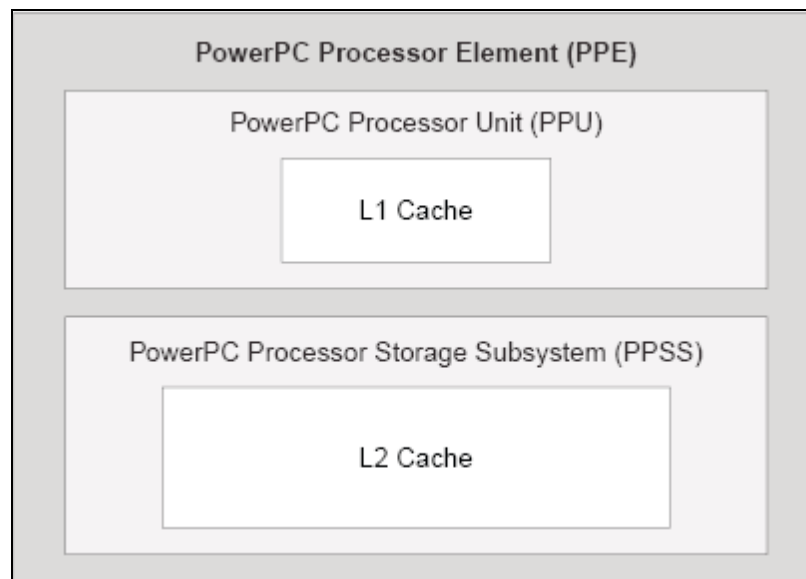 PowerPC Processor Element (PPE)
PowerPC Processor Unit (PPU)
L1 Cache
PowerPC Processor Storage Subsystem (PPSS)
L2 Cache